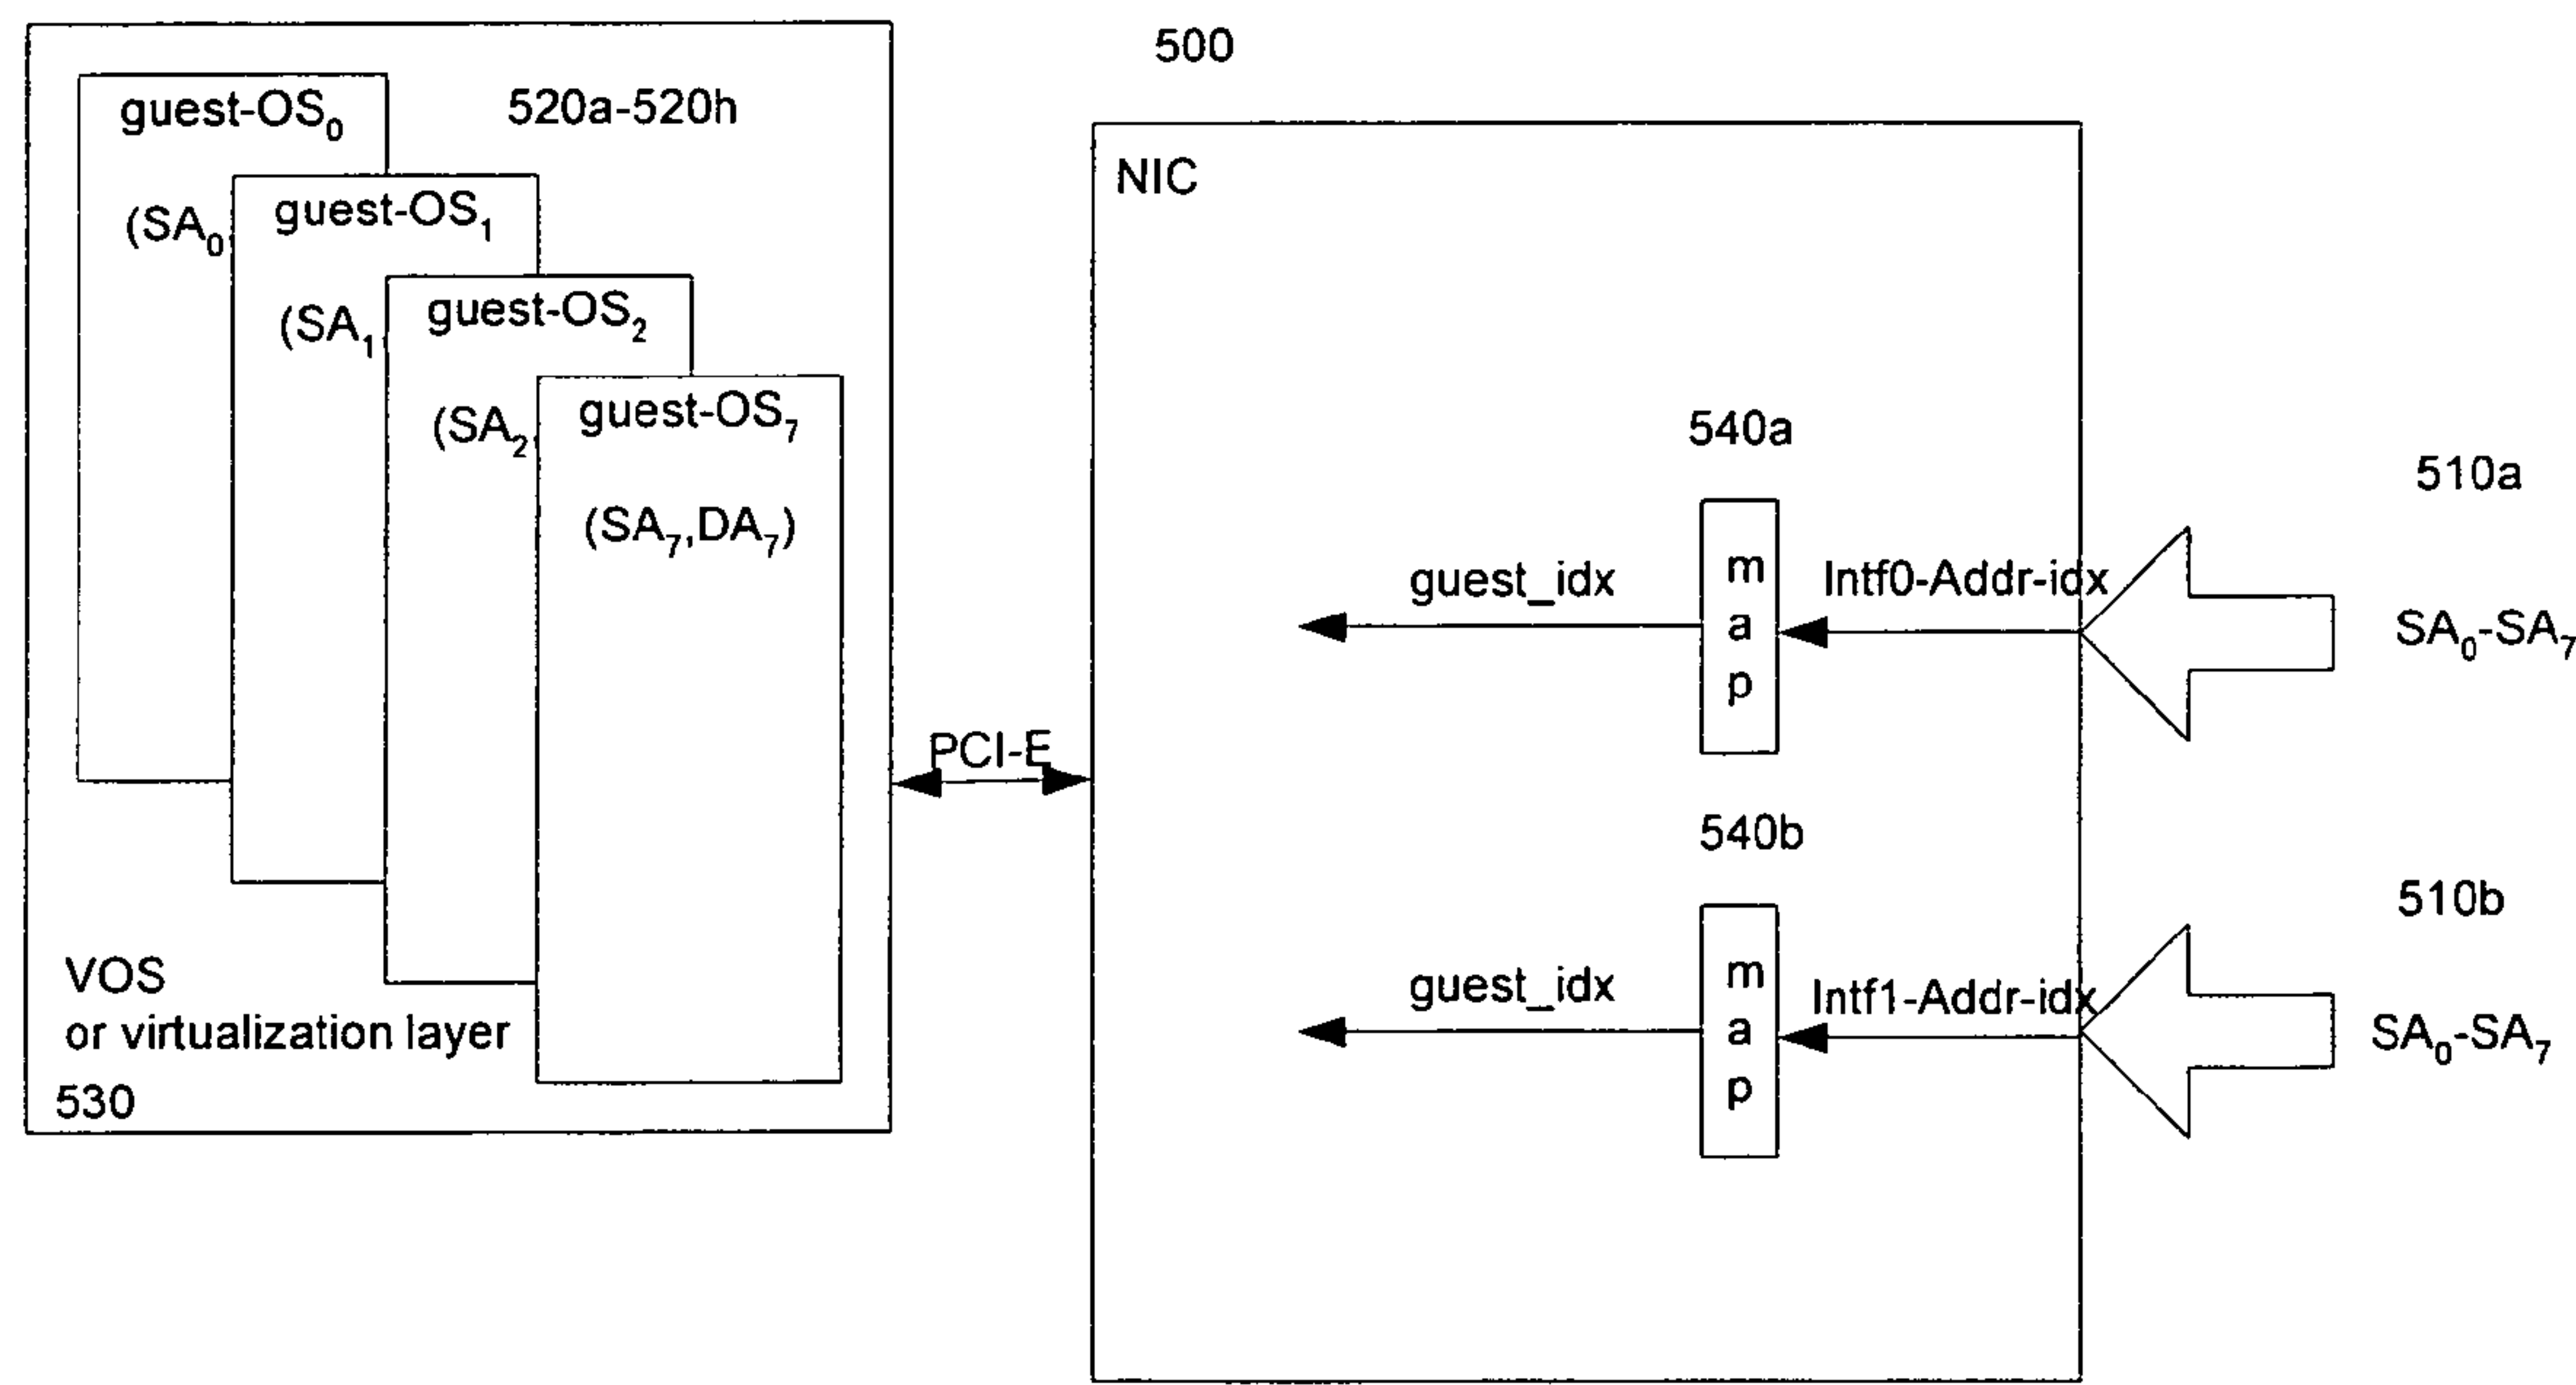 500
guest-OS₀
520a-520h
NIC
(SA₀,
guest-OS₁
(SA₁,
guest-OS₂
(SA₂,
guest-OS₇
(SA₇,DA₇)
PCI-E
VOS
or virtualization layer
530
540a
map
guest_idx
Intf0-Addr-idx
510a
SA₀-SA₇
540b
map
guest_idx
Intf1-Addr-idx
510b
SA₀-SA₇